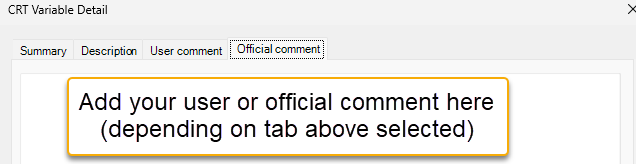 CRT Variable Detail
Summary Description User comment Official comment
Add your user or official comment here
(depending on tab above selected)